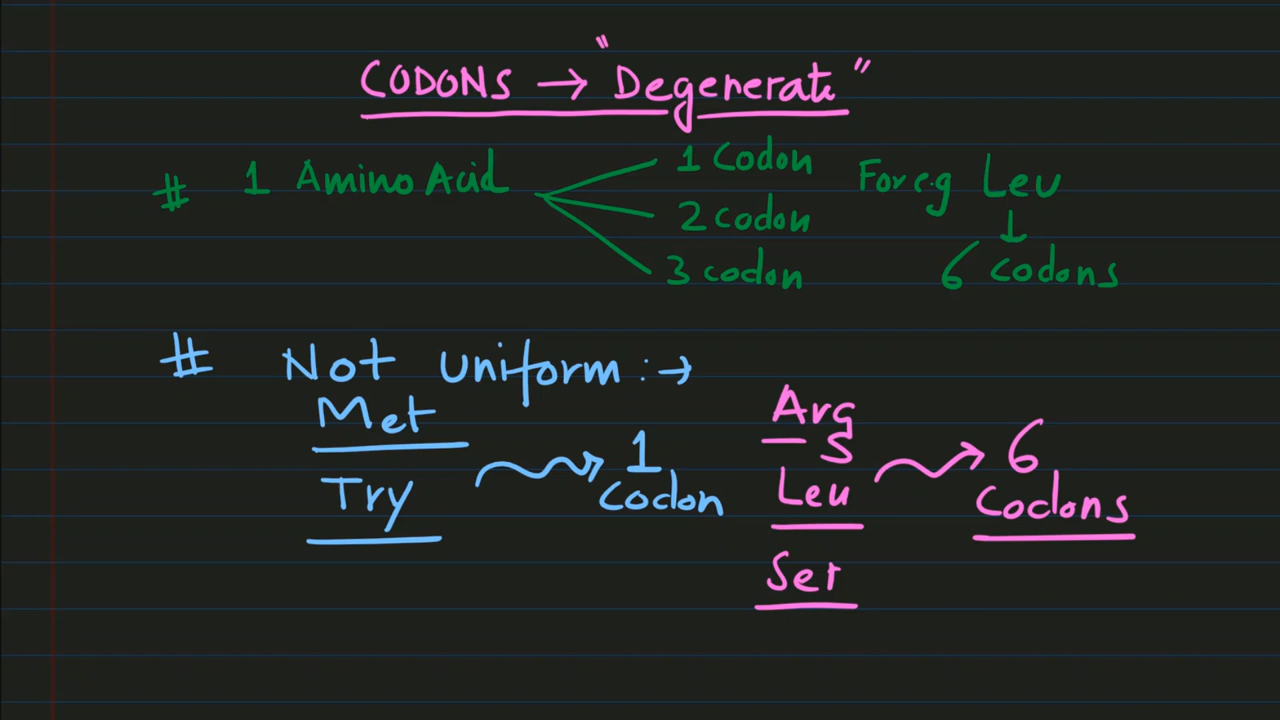 CODONS → "Degenerate"
# 1 Amino Acid
1 Codon
2 codon
3 codon
For e.g Leu
↓
6 Codons
# Not uniform :→
Met
Try
1
Codon
Arg
Leu
Ser
6
Codons